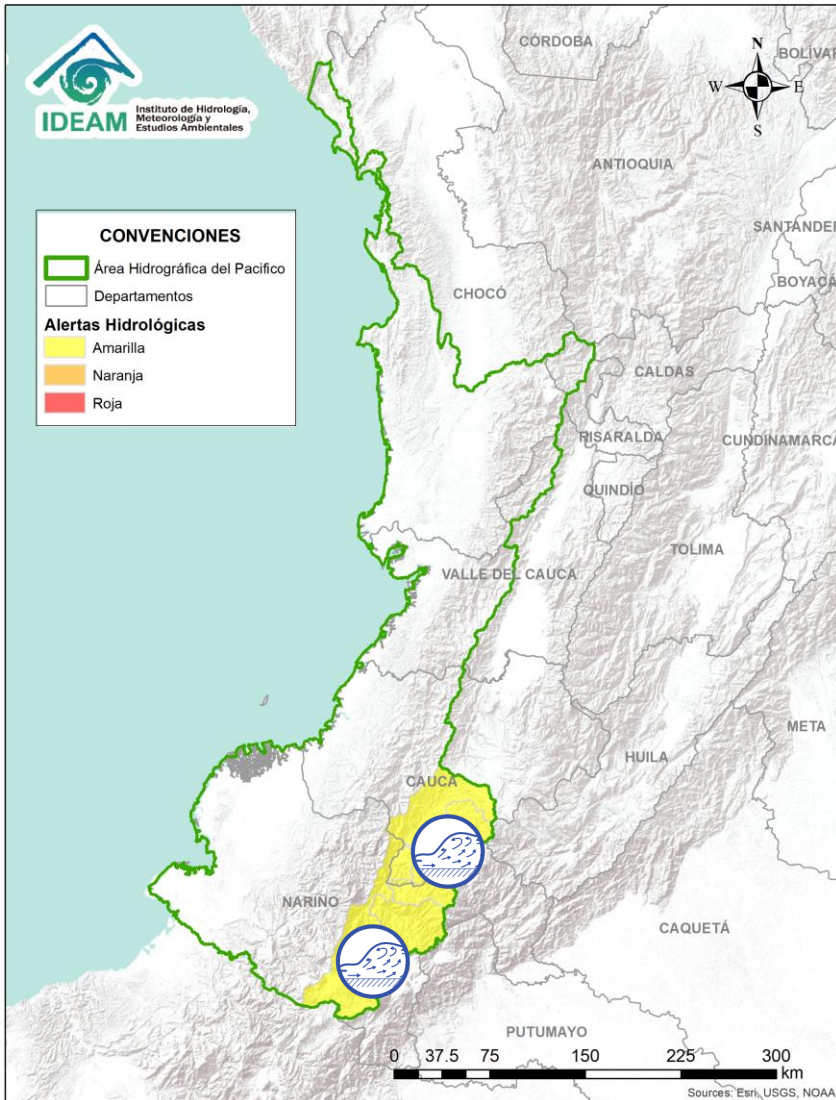 CÓRDOBA
BOLÍVAR
N
W E
S
IDEAM
Instituto de Hidrología,
Meteorología y
Estudios Ambientales
ANTIOQUIA
CONVENCIONES
Área Hidrográfica del Pacifico
Departamentos
Alertas Hidrológicas
Amarilla
Naranja
Roja
SANTANDER
BOYACÁ
CHOCÓ
CALDAS
RISARALDA
CUNDINAMARCA
QUINDÍO
TOLIMA
VALLE DEL CAUCA
META
HUILA
CAUCA
NARIÑO
CAQUETÁ
PUTUMAYO
0 37.5 75 150 225 300
km
Sources: Esri, USGS, NOAA